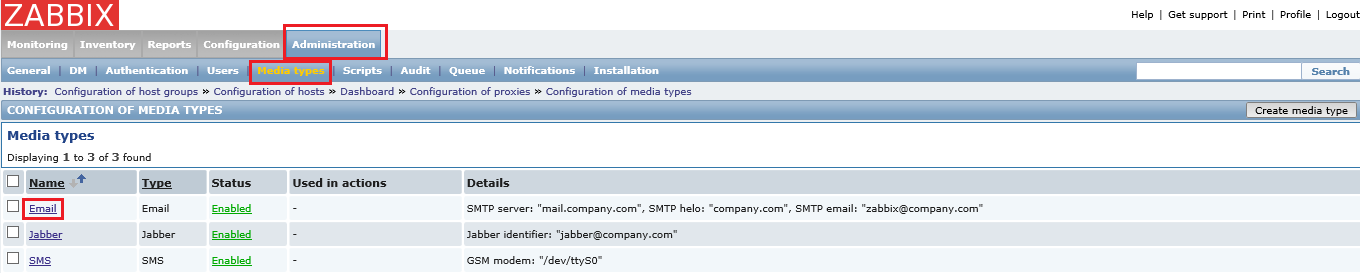 ZABBIX
Help | Get support | Print | Profile | Logout
Monitoring Inventory Reports Configuration Administration
General | DM | Authentication | Users | Media types | Scripts | Audit | Queue | Notifications | Installation Search
History: Configuration of host groups » Configuration of hosts » Dashboard » Configuration of proxies » Configuration of media types
CONFIGURATION OF MEDIA TYPES Create media type
Media types
Displaying 1 to 3 of 3 found
Name Type Status Used in actions Details
Email Email Enabled - SMTP server: "mail.company.com", SMTP helo: "company.com", SMTP email: "zabbix@company.com"
Jabber Jabber Enabled - Jabber identifier: "jabber@company.com"
SMS SMS Enabled - GSM modem: "/dev/ttyS0"